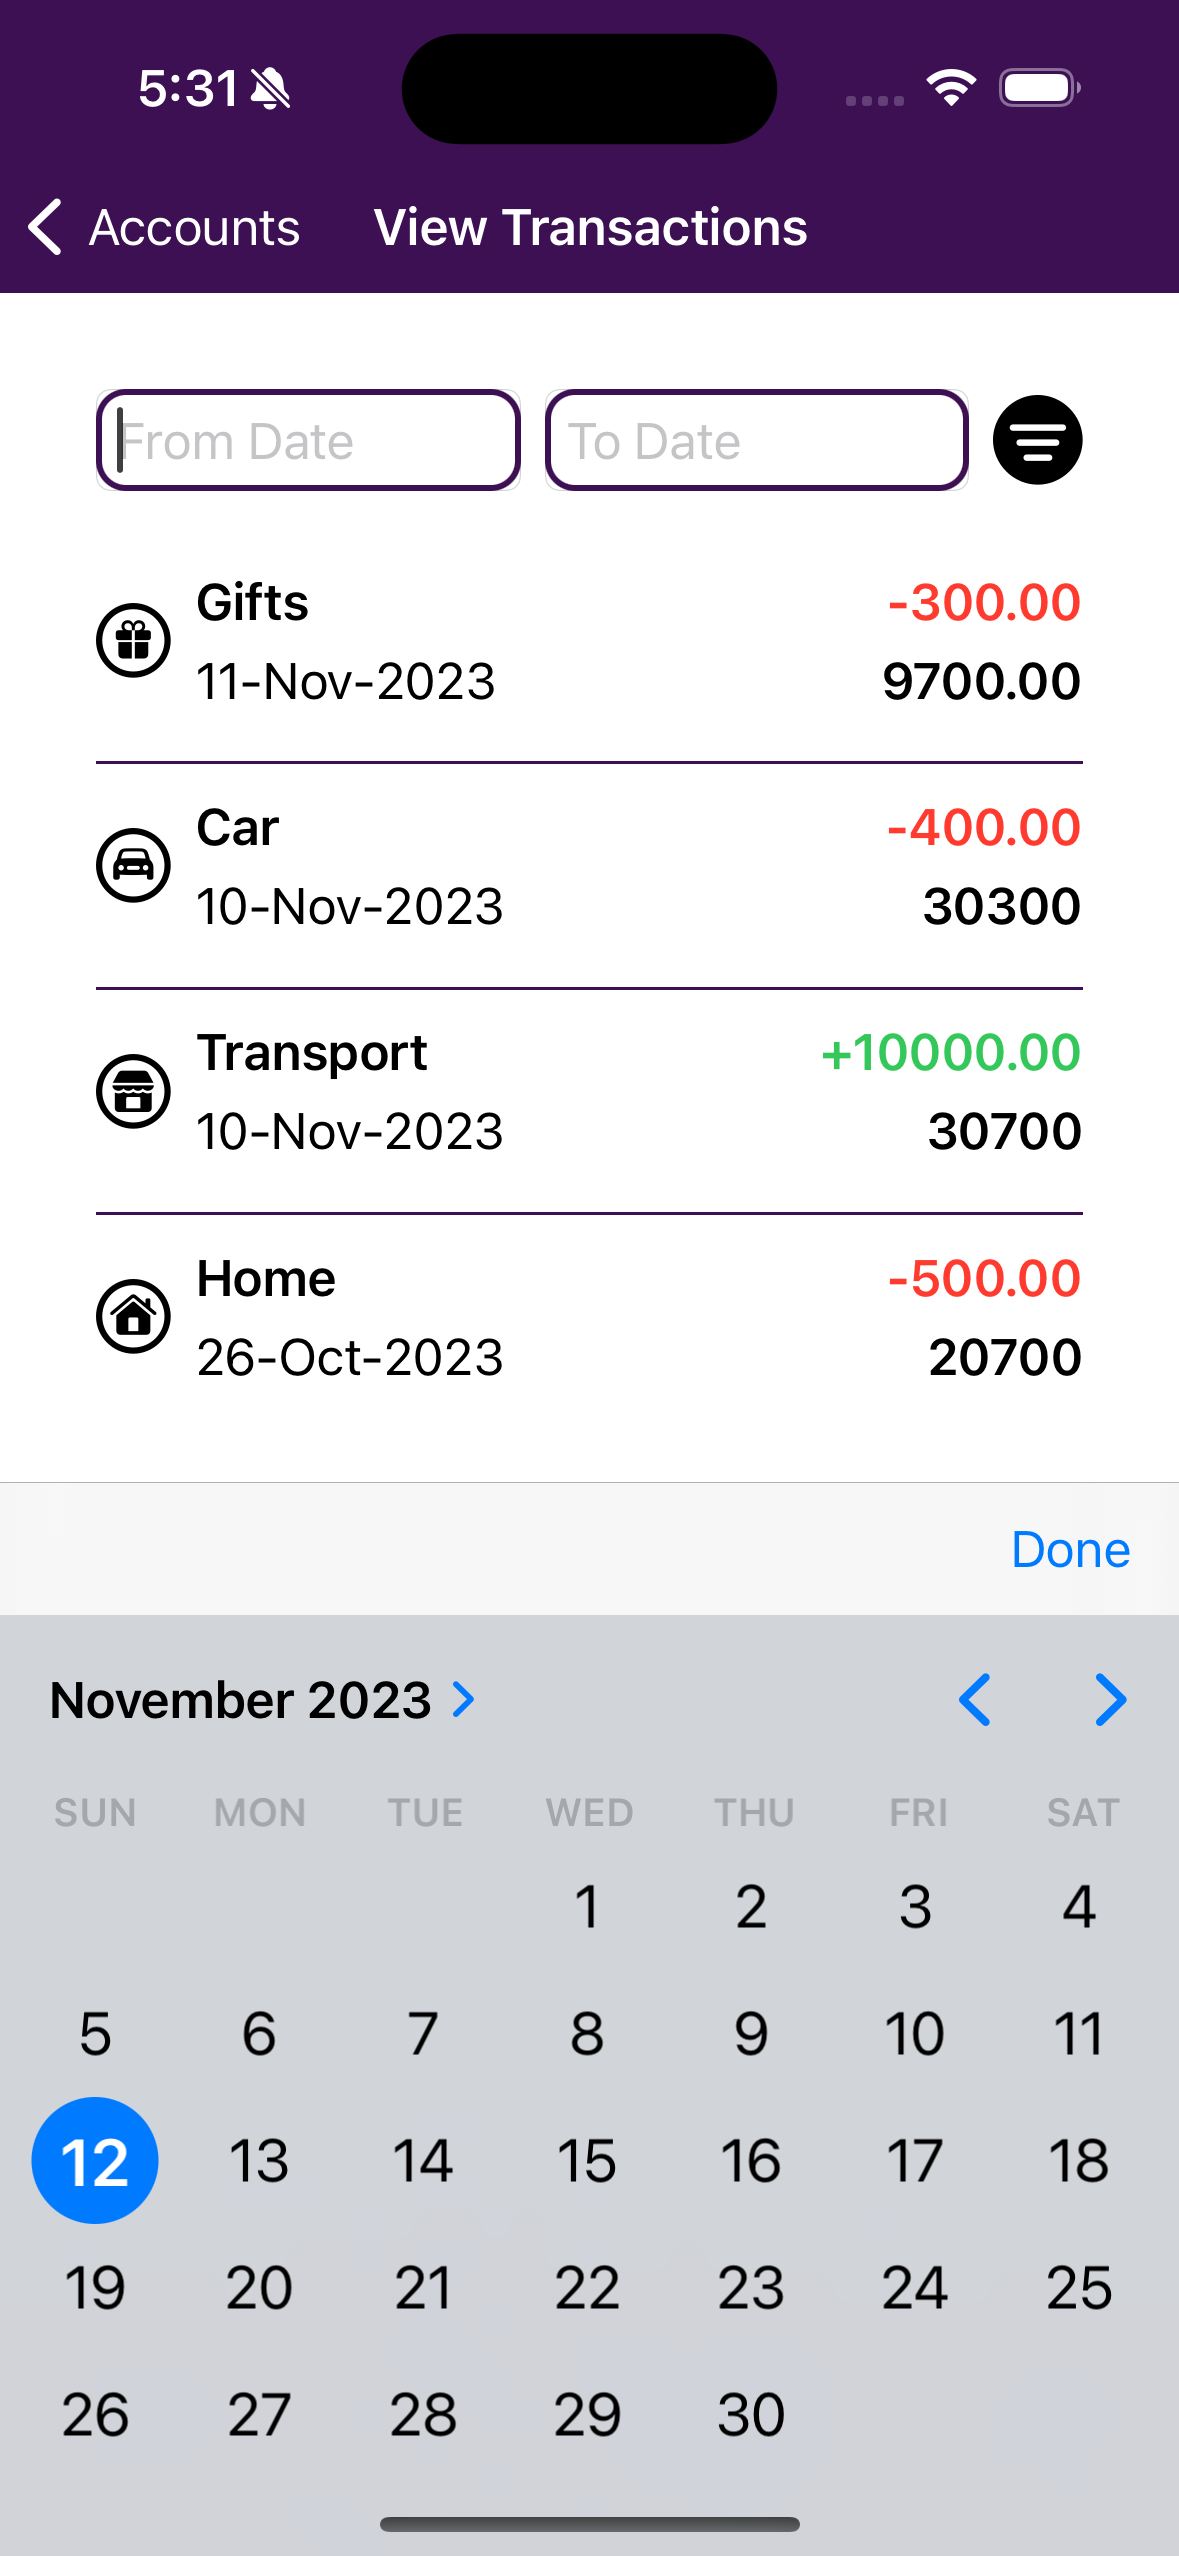 5:31
Accounts View Transactions
From Date To Date
Gifts -300.00
11-Nov-2023 9700.00
Car -400.00
10-Nov-2023 30300
Transport +10000.00
10-Nov-2023 30700
Home -500.00
26-Oct-2023 20700
Done
November 2023
SUN MON TUE WED THU FRI SAT
1 2 3 4
5 6 7 8 9 10 11
12 13 14 15 16 17 18
19 20 21 22 23 24 25
26 27 28 29 30